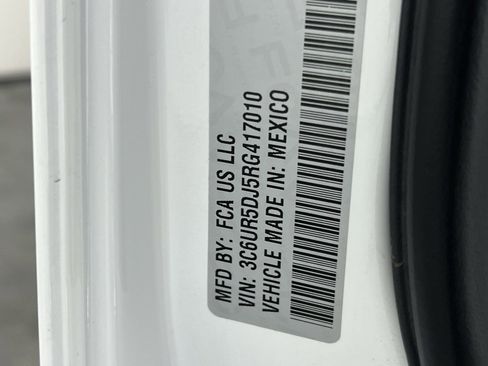 MFD BY: FCA US LLC
VIN: 3C6UR5DJ5RG417010
VEHICLE MADE IN: MEXICO